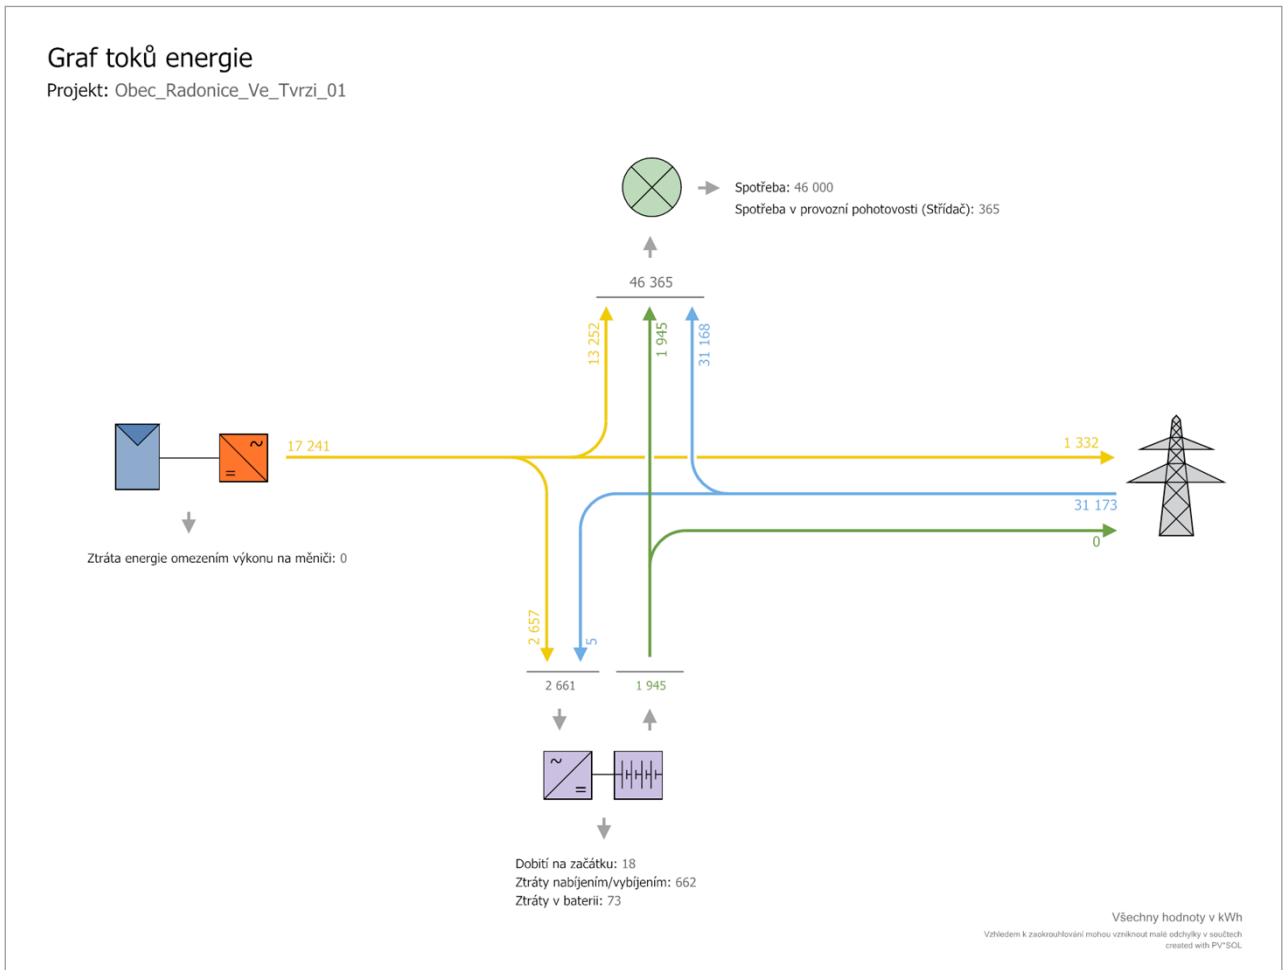 Graf toků energie
Projekt: Obec_Radonice_Ve_Tvrzi_01
Spotřeba: 46 000
Spotřeba v provozní pohotovosti (Střídač): 365
46 365
13 252
1 945
31 168
17 241
1 332
31 173
0
Ztráta energie omezením výkonu na měniči: 0
2 657
5
2 661
1 945
Dobití na začátku: 18
Ztráty nabíjením/vybíjením: 662
Ztráty v baterii: 73
Všechny hodnoty v kWh
Vzhledem k zaokrouhlování mohou vzniknout malé odchylky v součtech
created with PV*SOL